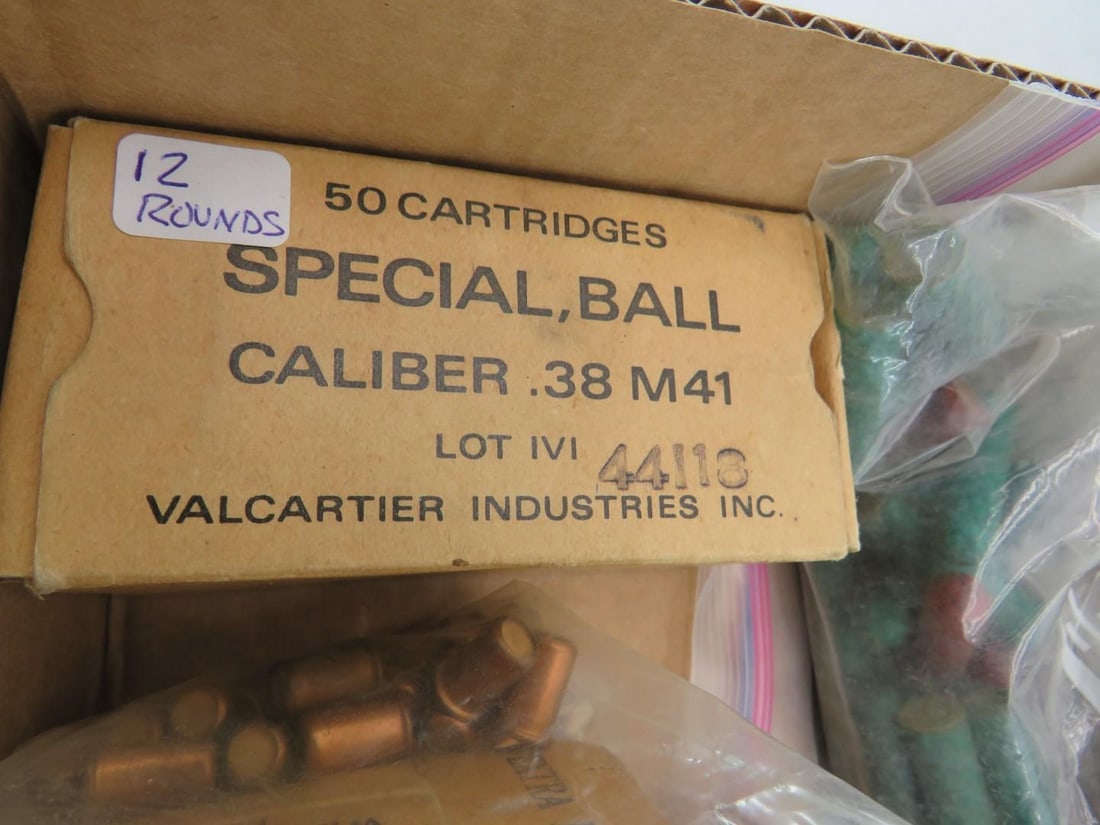 12
ROUNDS
50 CARTRIDGES
SPECIAL, BALL
CALIBER .38 M41
LOT IVI 44118
VALCARTIER INDUSTRIES INC.